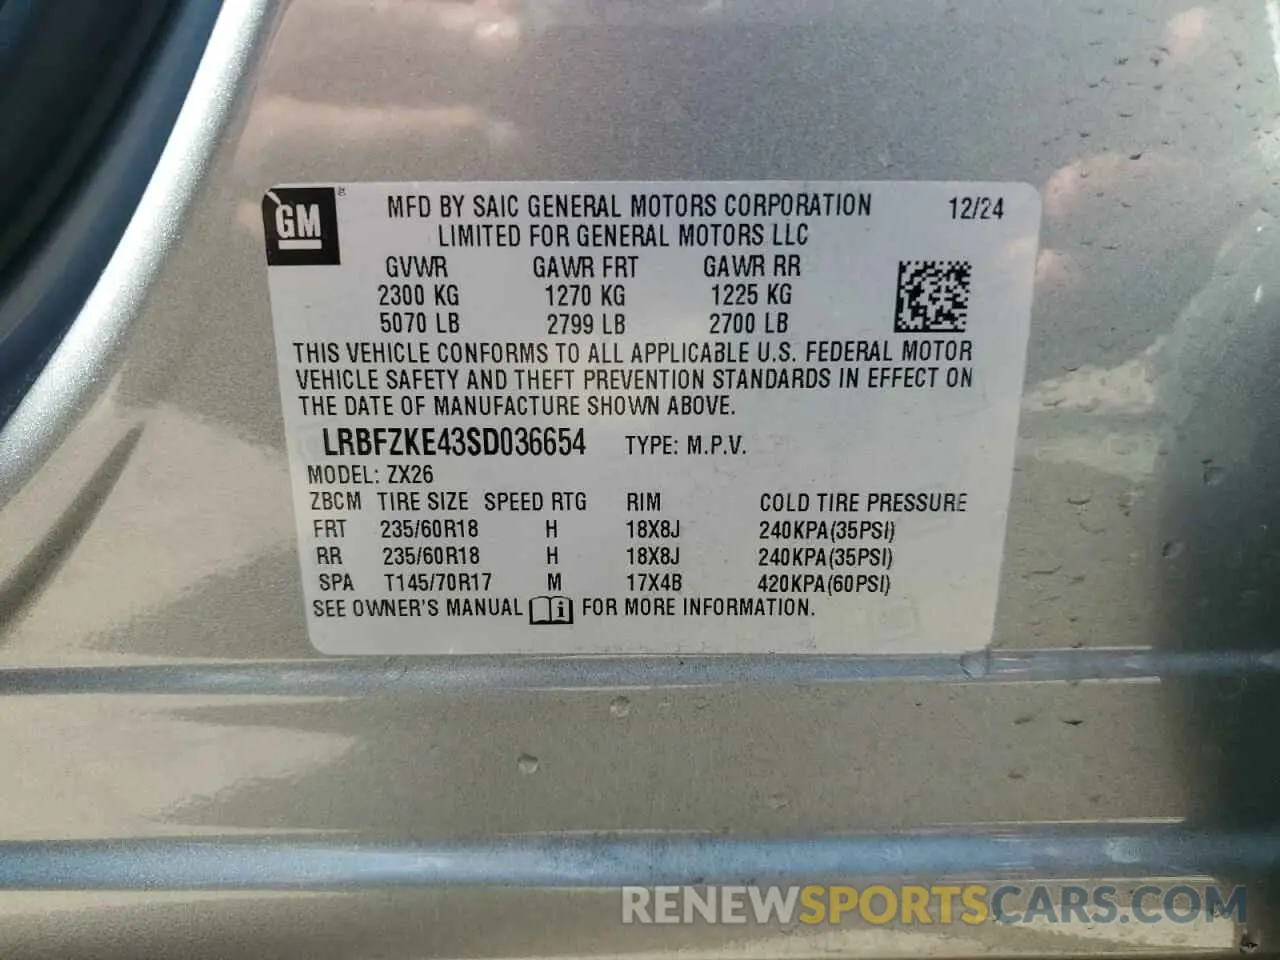 GM ® MFD BY SAIC GENERAL MOTORS CORPORATION 12/24
LIMITED FOR GENERAL MOTORS LLC
GVWR GAWR FRT GAWR RR
2300 KG 1270 KG 1225 KG
5070 LB 2799 LB 2700 LB
THIS VEHICLE CONFORMS TO ALL APPLICABLE U.S. FEDERAL MOTOR
VEHICLE SAFETY AND THEFT PREVENTION STANDARDS IN EFFECT ON
THE DATE OF MANUFACTURE SHOWN ABOVE.
LRBFZKE43SD036654 TYPE: M.P.V.
MODEL: ZX26
ZBCM TIRE SIZE SPEED RTG RIM COLD TIRE PRESSURE
FRT 235/60R18 H 18X8J 240KPA(35PSI)
RR 235/60R18 H 18X8J 240KPA(35PSI)
SPA T145/70R17 M 17X4B 420KPA(60PSI)
SEE OWNER'S MANUAL i FOR MORE INFORMATION.
RENEWSPORTSCARS.COM